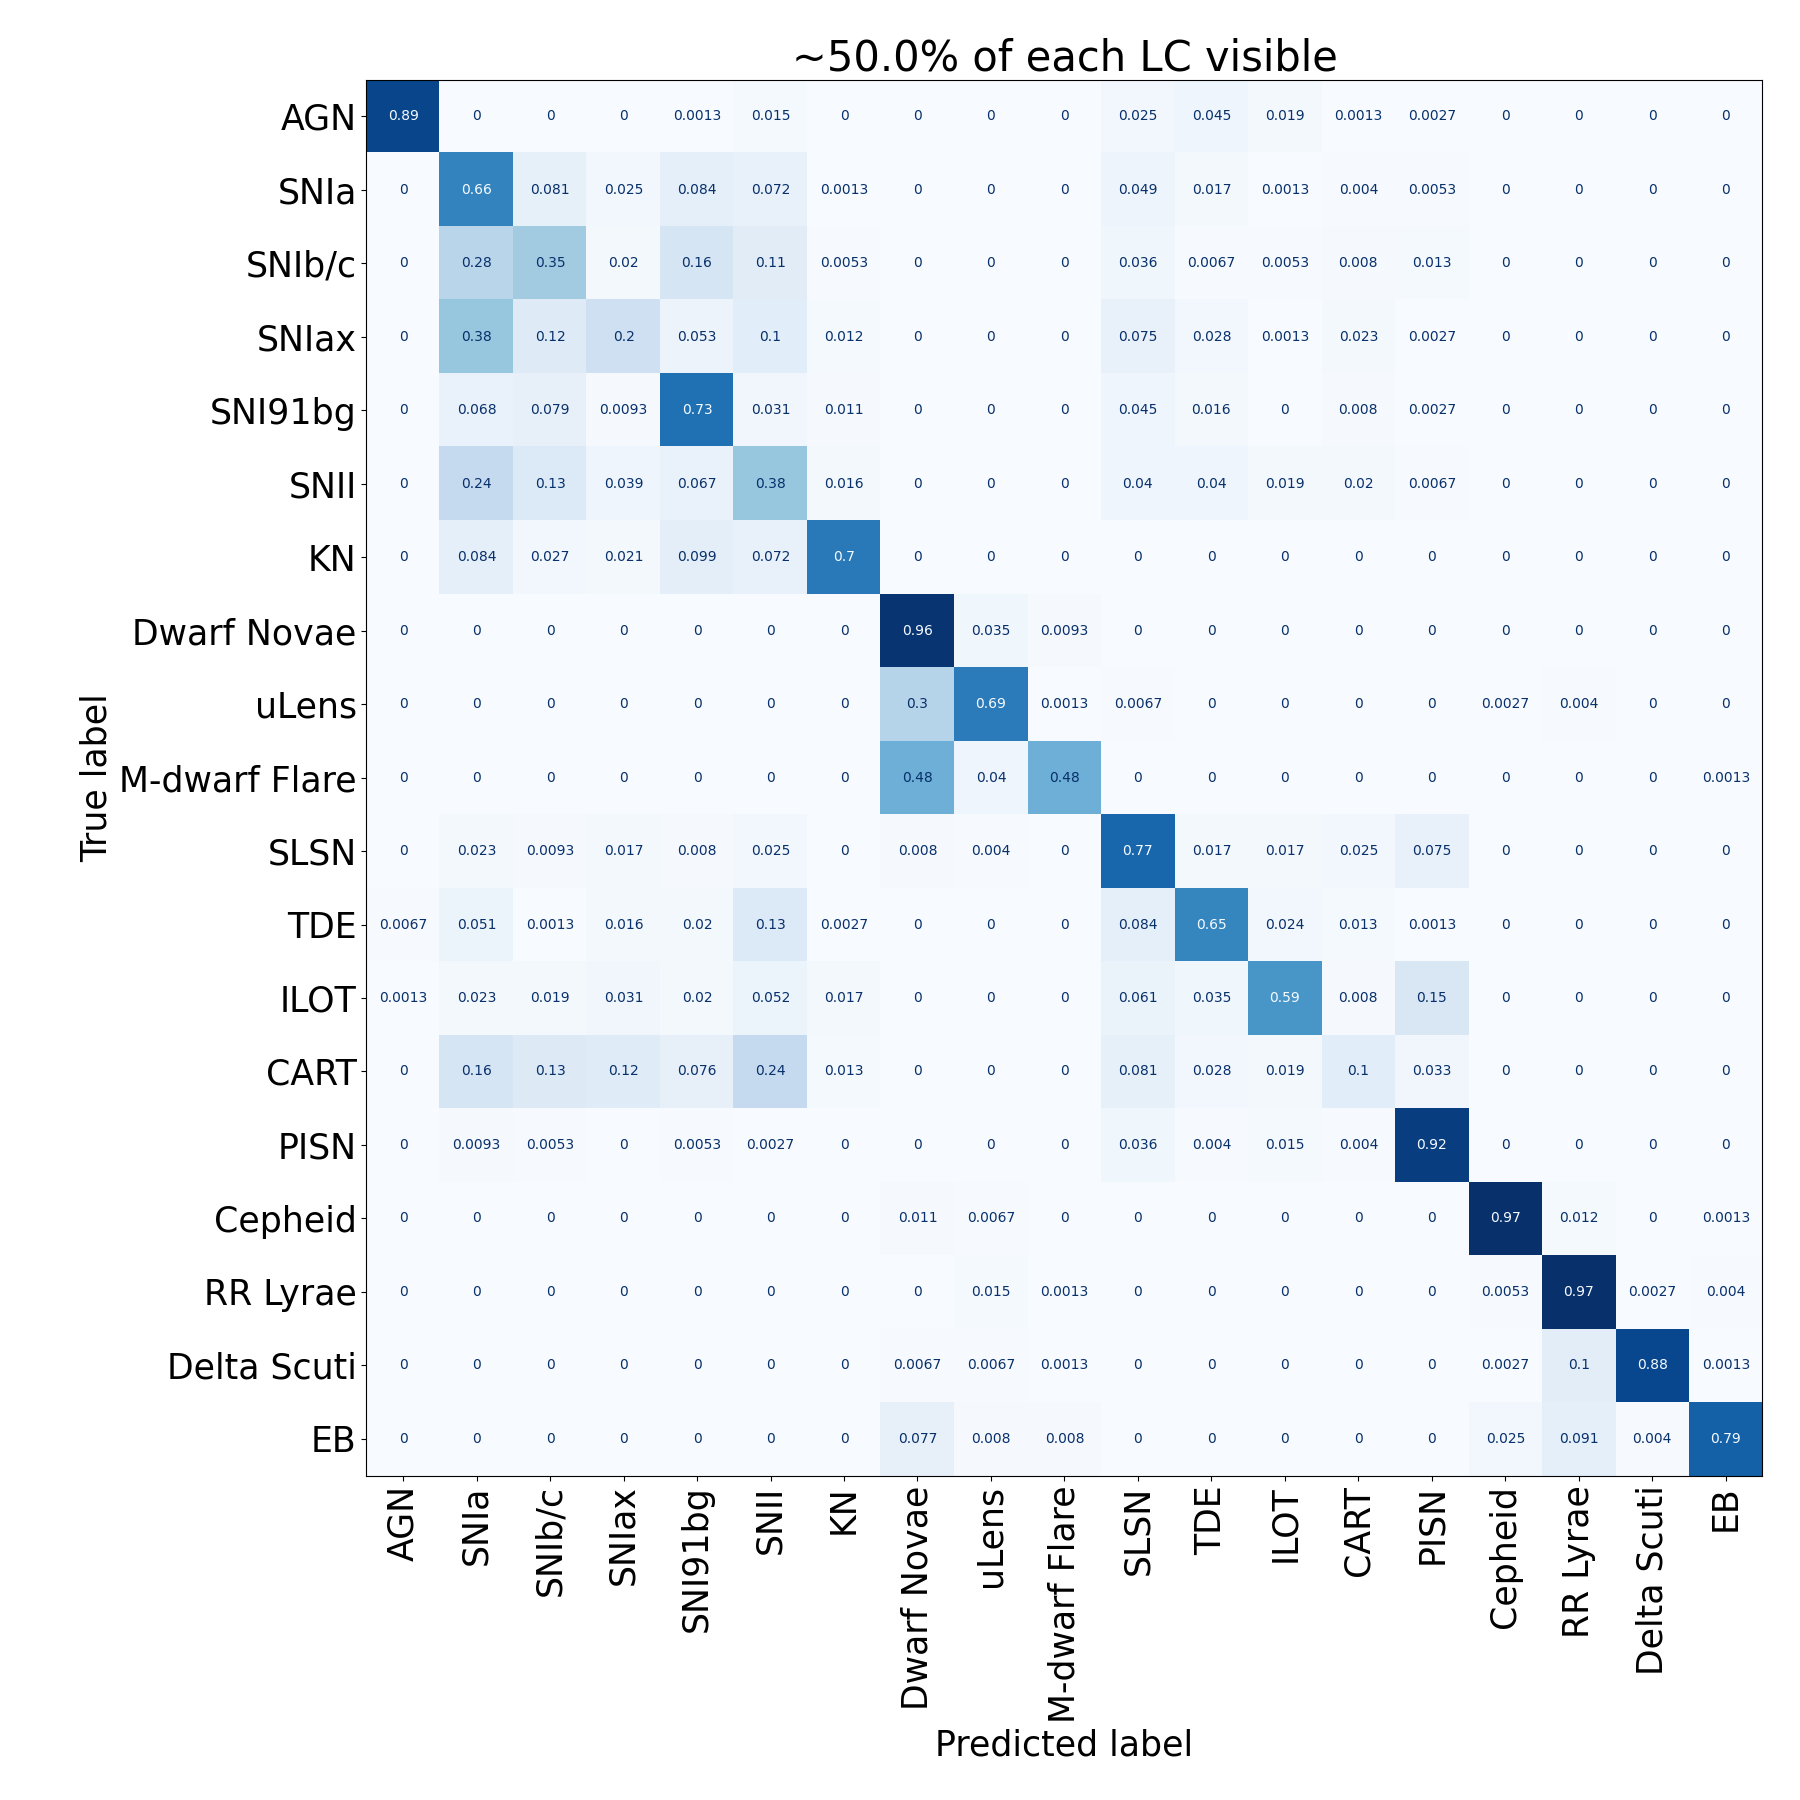 ~50.0% of each LC visible
AGN 0.89 0 0 0 0.0013 0.015 0 0 0 0 0.025 0.045 0.019 0.0013 0.0027 0 0 0 0
SNIa 0 0.66 0.081 0.025 0.084 0.072 0.0013 0 0 0 0.049 0.017 0.0013 0.004 0.0053 0 0 0 0
SNIb/c 0 0.28 0.35 0.02 0.16 0.11 0.0053 0 0 0 0.036 0.0067 0.0053 0.008 0.013 0 0 0 0
SNIax 0 0.38 0.12 0.2 0.053 0.1 0.012 0 0 0 0.075 0.028 0.0013 0.023 0.0027 0 0 0 0
SNI91bg 0 0.068 0.079 0.0093 0.73 0.031 0.011 0 0 0 0.045 0.016 0 0.008 0.0027 0 0 0 0
SNII 0 0.24 0.13 0.039 0.067 0.38 0.016 0 0 0 0.04 0.04 0.019 0.02 0.0067 0 0 0 0
KN 0 0.084 0.027 0.021 0.099 0.072 0.7 0 0 0 0 0 0 0 0 0 0 0 0
Dwarf Novae 0 0 0 0 0 0 0 0.96 0.035 0.0093 0 0 0 0 0 0 0 0 0
uLens 0 0 0 0 0 0 0 0.3 0.69 0.0013 0.0067 0 0 0 0 0.0027 0.004 0 0
M-dwarf Flare 0 0 0 0 0 0 0 0.48 0.04 0.48 0 0 0 0 0 0 0 0 0.0013
SLSN 0 0.023 0.0093 0.017 0.008 0.025 0 0.008 0.004 0 0.77 0.017 0.017 0.025 0.075 0 0 0 0
TDE 0.0067 0.051 0.0013 0.016 0.02 0.13 0.0027 0 0 0 0.084 0.65 0.024 0.013 0.0013 0 0 0 0
ILOT 0.0013 0.023 0.019 0.031 0.02 0.052 0.017 0 0 0 0.061 0.035 0.59 0.008 0.15 0 0 0 0
CART 0 0.16 0.13 0.12 0.076 0.24 0.013 0 0 0 0.081 0.028 0.019 0.1 0.033 0 0 0 0
PISN 0 0.0093 0.0053 0 0.0053 0.0027 0 0 0 0 0.036 0.004 0.015 0.004 0.92 0 0 0 0
Cepheid 0 0 0 0 0 0 0 0.011 0.0067 0 0 0 0 0 0 0.97 0.012 0 0.0013
RR Lyrae 0 0 0 0 0 0 0 0 0.015 0.0013 0 0 0 0 0 0.0053 0.97 0.0027 0.004
Delta Scuti 0 0 0 0 0 0 0 0.0067 0.0067 0.0013 0 0 0 0 0 0.0027 0.1 0.88 0.0013
EB 0 0 0 0 0 0 0 0.077 0.008 0.008 0 0 0 0 0 0.025 0.091 0.004 0.79
True label
AGN
SNIa
SNIb/c
SNIax
SNI91bg
SNII
KN
Dwarf Novae
uLens
M-dwarf Flare
SLSN
TDE
ILOT
CART
PISN
Cepheid
RR Lyrae
Delta Scuti
EB
Predicted label